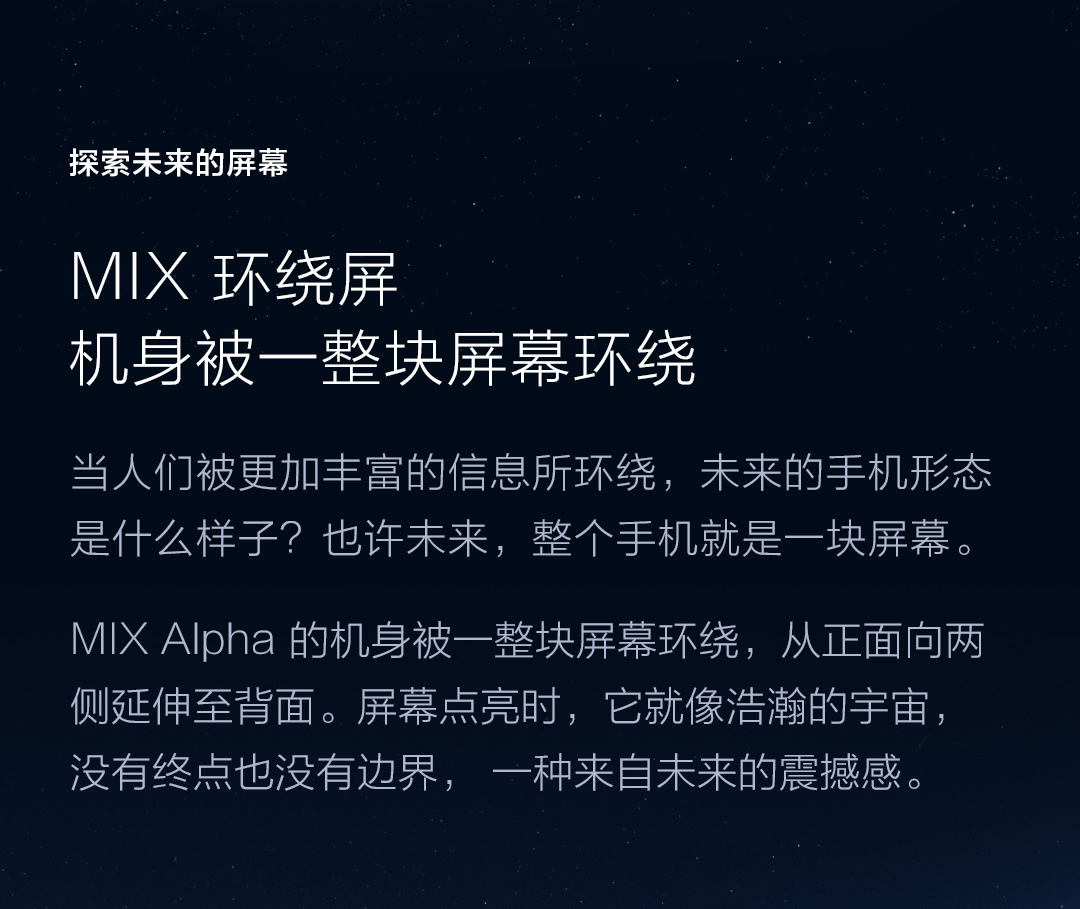 探索未来的屏幕
MIX 环绕屏
机身被一整块屏幕环绕
当人们被更加丰富的信息所环绕，未来的手机形态
是什么样子？也许未来，整个手机就是一块屏幕。
MIX Alpha 的机身被一整块屏幕环绕，从正面向两
侧延伸至背面。屏幕点亮时，它就像浩瀚的宇宙，
没有终点也没有边界， 一种来自未来的震撼感。